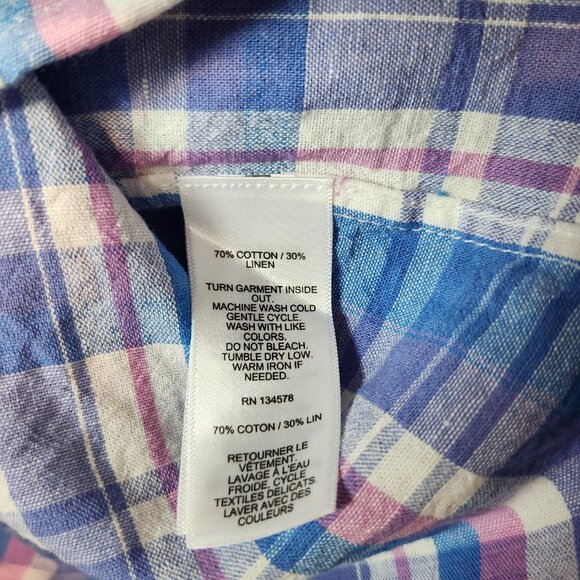 70% COTTON / 30%
LINEN
TURN GARMENT INSIDE
OUT.
MACHINE WASH COLD
GENTLE CYCLE.
WASH WITH LIKE
COLORS.
DO NOT BLEACH.
TUMBLE DRY LOW.
WARM IRON IF
NEEDED.
RN 134578
70% COTON / 30% LIN
RETOURNER LE
VÊTEMENT.
LAVAGE À L'EAU
FROIDE, CYCLE
TEXTILES DÉLICATS.
LAVER AVEC DES
COULEURS